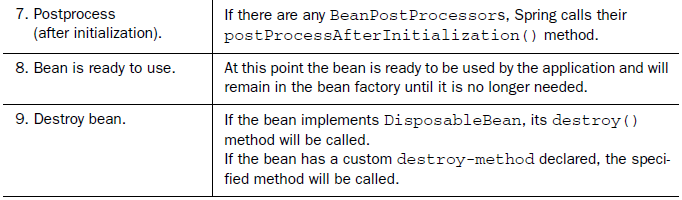 7. Postprocess
(after initialization).
If there are any BeanPostProcessors, Spring calls their
postProcessAfterInitialization() method.
8. Bean is ready to use.
At this point the bean is ready to be used by the application and will
remain in the bean factory until it is no longer needed.
9. Destroy bean.
If the bean implements DisposableBean, its destroy()
method will be called.
If the bean has a custom destroy-method declared, the speci-
fied method will be called.